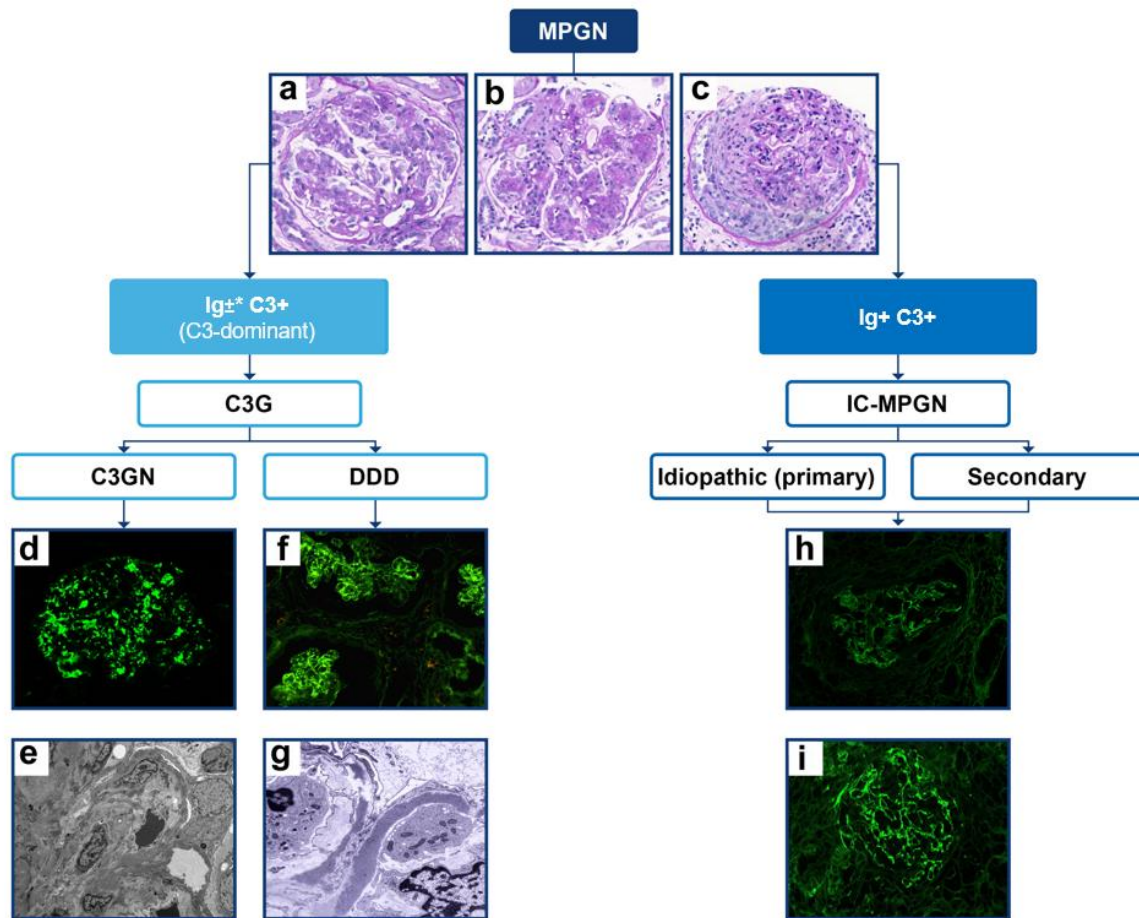 MPGN
a
b
c
Ig±* C3+
(C3-dominant)
Ig+ C3+
C3G
IC-MPGN
C3GN
DDD
Idiopathic (primary)
Secondary
d
f
h
e
g
i